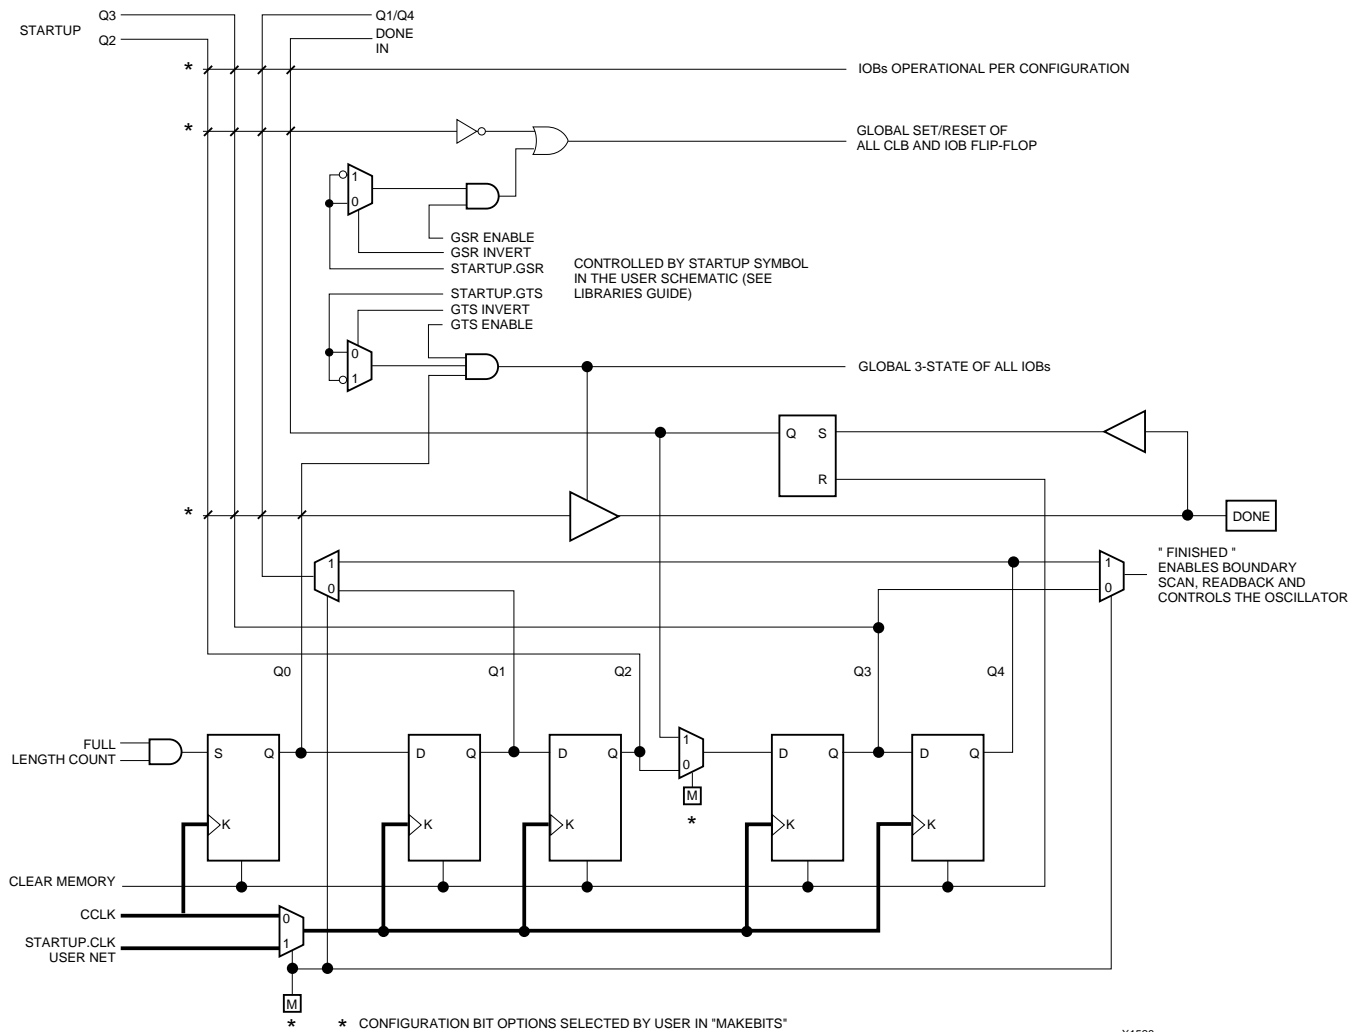 Q3
Q1/Q4
STARTUP
Q2
DONE
IN
*
IOBs OPERATIONAL PER CONFIGURATION
*
GLOBAL SET/RESET OF
ALL CLB AND IOB FLIP-FLOP
1
0
GSR ENABLE
GSR INVERT
STARTUP.GSR
CONTROLLED BY STARTUP SYMBOL
IN THE USER SCHEMATIC (SEE
LIBRARIES GUIDE)
STARTUP.GTS
GTS INVERT
GTS ENABLE
0
1
GLOBAL 3-STATE OF ALL IOBs
Q S
R
*
DONE
1
0
1
0
" FINISHED "
ENABLES BOUNDARY
SCAN, READBACK AND
CONTROLS THE OSCILLATOR
Q0
Q1
Q2
Q3
Q4
FULL
LENGTH COUNT
S Q
K
D Q
K
D Q
K
1
0
M
*
D Q
K
D Q
K
CLEAR MEMORY
CCLK
0
1
STARTUP.CLK
USER NET
M
*
* CONFIGURATION BIT OPTIONS SELECTED BY USER IN "MAKEBITS"